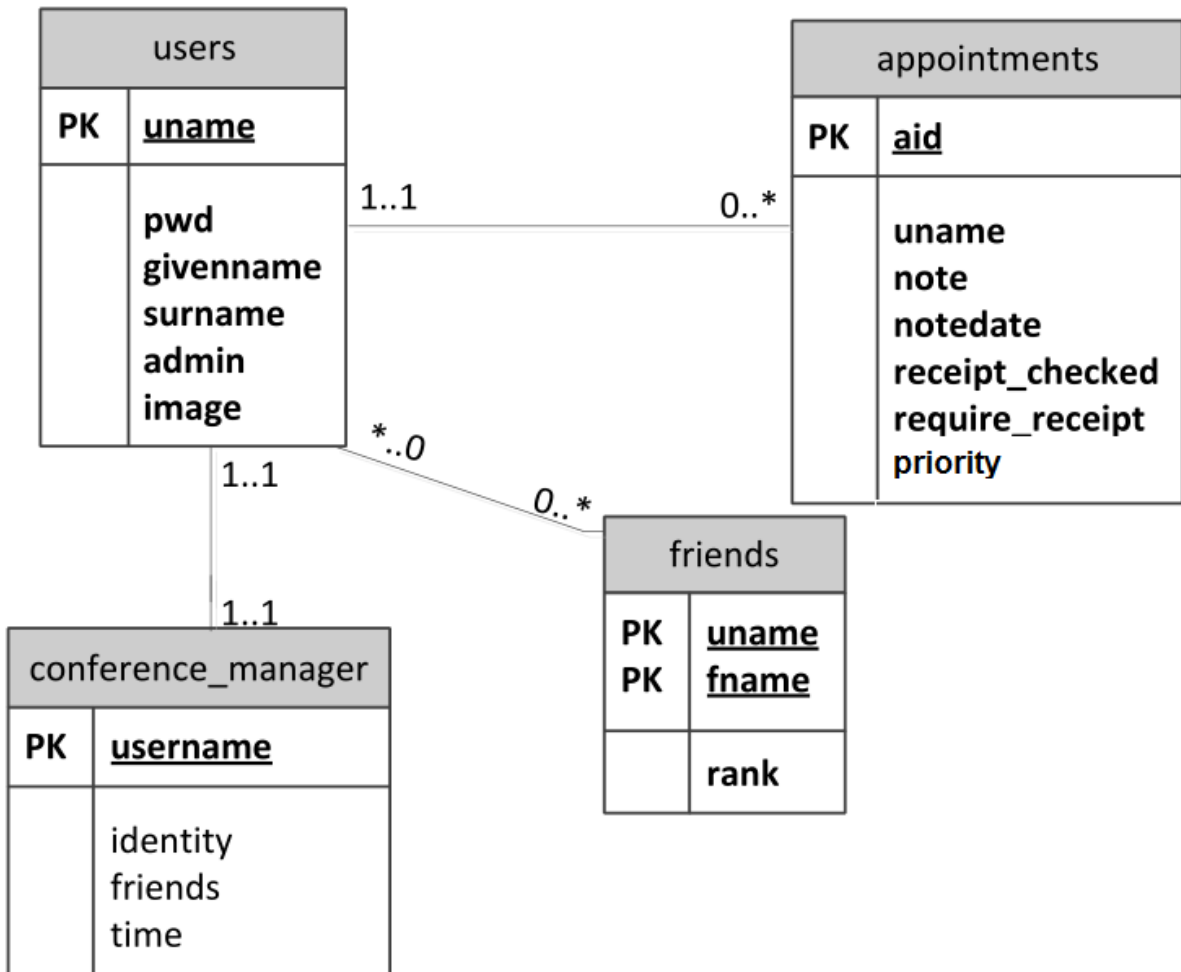 users
PK uname
pwd
givenname
surname
admin
image
1..1
0..*
appointments
PK aid
uname
note
notedate
receipt_checked
require_receipt
priority
*..0
0..*
friends
PK uname
PK fname
rank
1..1
1..1
conference_manager
PK username
identity
friends
time